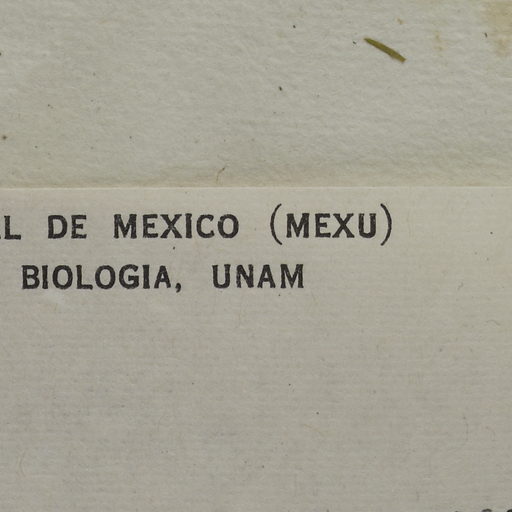 L DE MEXICO (MEXU)
BIOLOGIA, UNAM